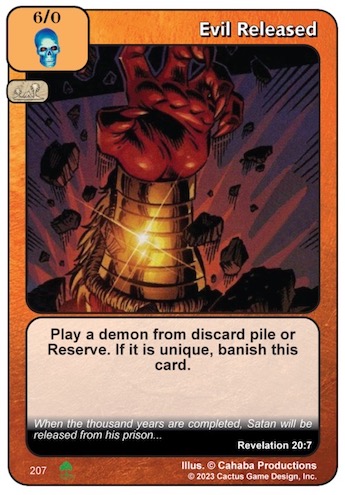 6/0
Evil Released
Play a demon from discard pile or
Reserve. If it is unique, banish this
card.
When the thousand years are completed, Satan will be
released from his prison...
Revelation 20:7
207
Illus. © Cahaba Productions
© 2023 Cactus Game Design, Inc.